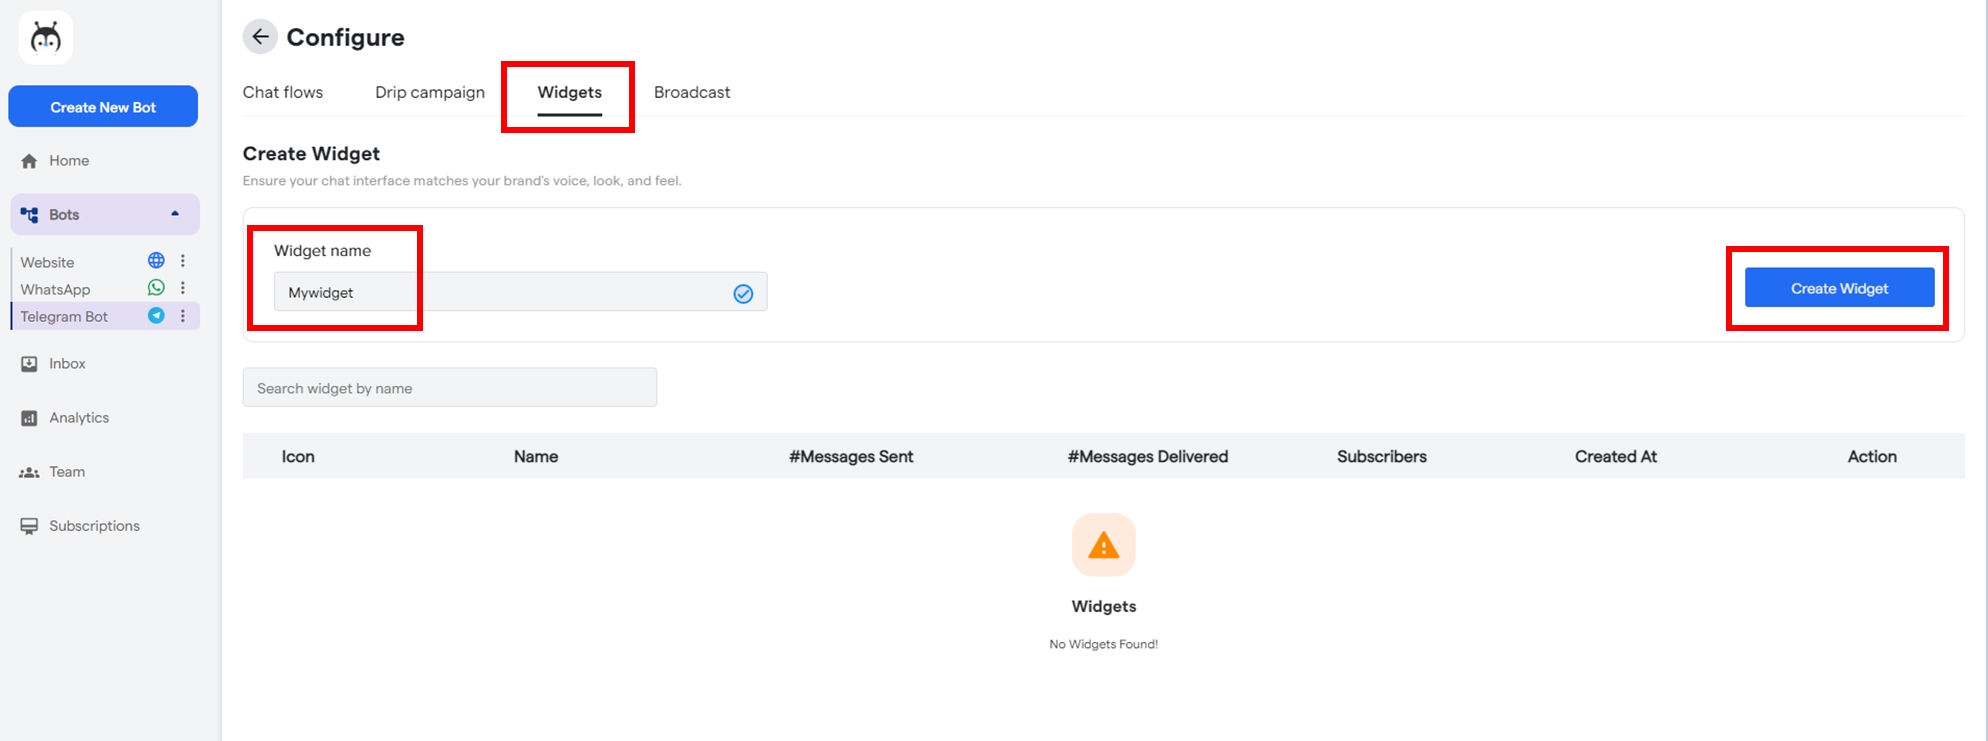 Configure
Create New Bot
Chat flows Drip campaign Widgets Broadcast
Home
Create Widget
Ensure your chat interface matches your brand's voice, look, and feel.
Bots
Website
WhatsApp
Telegram Bot
Widget name
Mywidget
Create Widget
Inbox
Search widget by name
Analytics
Icon Name #Messages Sent #Messages Delivered Subscribers Created At Action
Team
Subscriptions
Widgets
No Widgets Found!